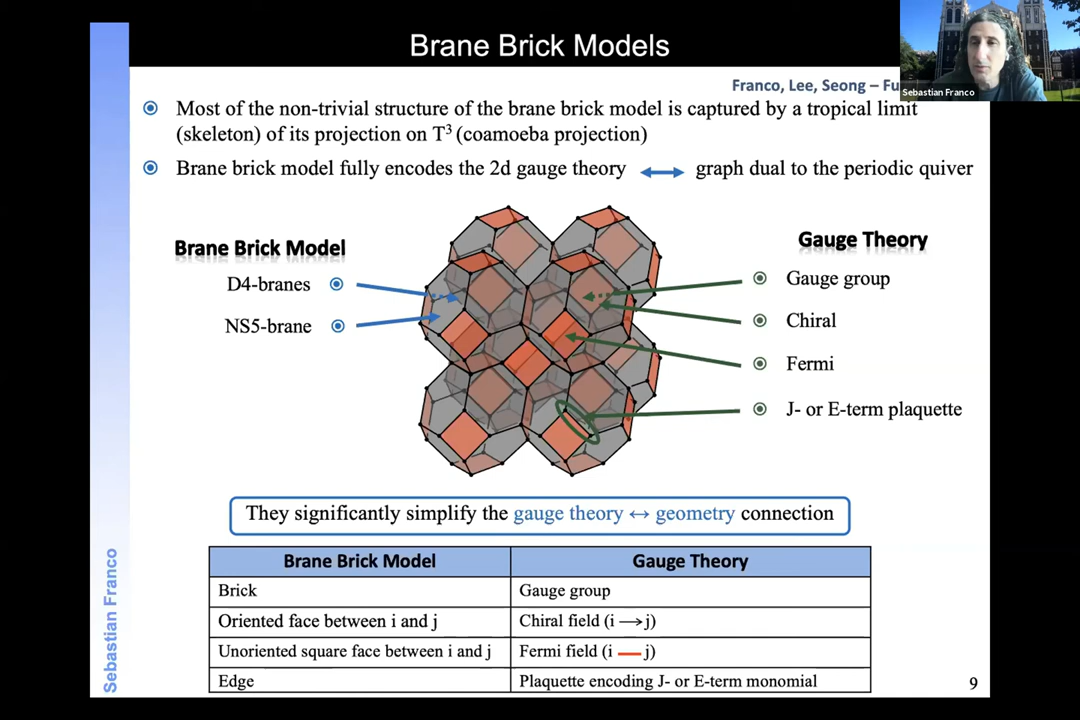 Brane Brick Models
Franco, Lee, Seong – Fu
Sebastian Franco
Most of the non-trivial structure of the brane brick model is captured by a tropical limit
(skeleton) of its projection on T³ (coamoeba projection)
Brane brick model fully encodes the 2d gauge theory ↔ graph dual to the periodic quiver
Brane Brick Model
D4-branes
NS5-brane
Gauge Theory
Gauge group
Chiral
Fermi
J- or E-term plaquette
They significantly simplify the gauge theory ↔ geometry connection
Brane Brick Model Gauge Theory
Brick Gauge group
Oriented face between i and j Chiral field (i → j)
Unoriented square face between i and j Fermi field (i — j)
Edge Plaquette encoding J- or E-term monomial
Sebastian Franco
9